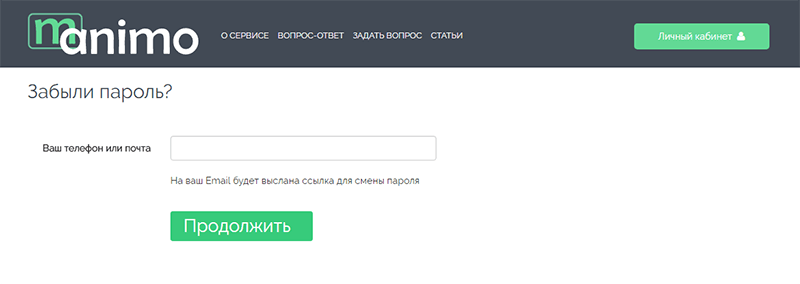 manimo
О СЕРВИСЕ ВОПРОС-ОТВЕТ ЗАДАТЬ ВОПРОС СТАТЬИ
Личный кабинет
Забыли пароль?
Ваш телефон или почта
На ваш Email будет выслана ссылка для смены пароля
Продолжить